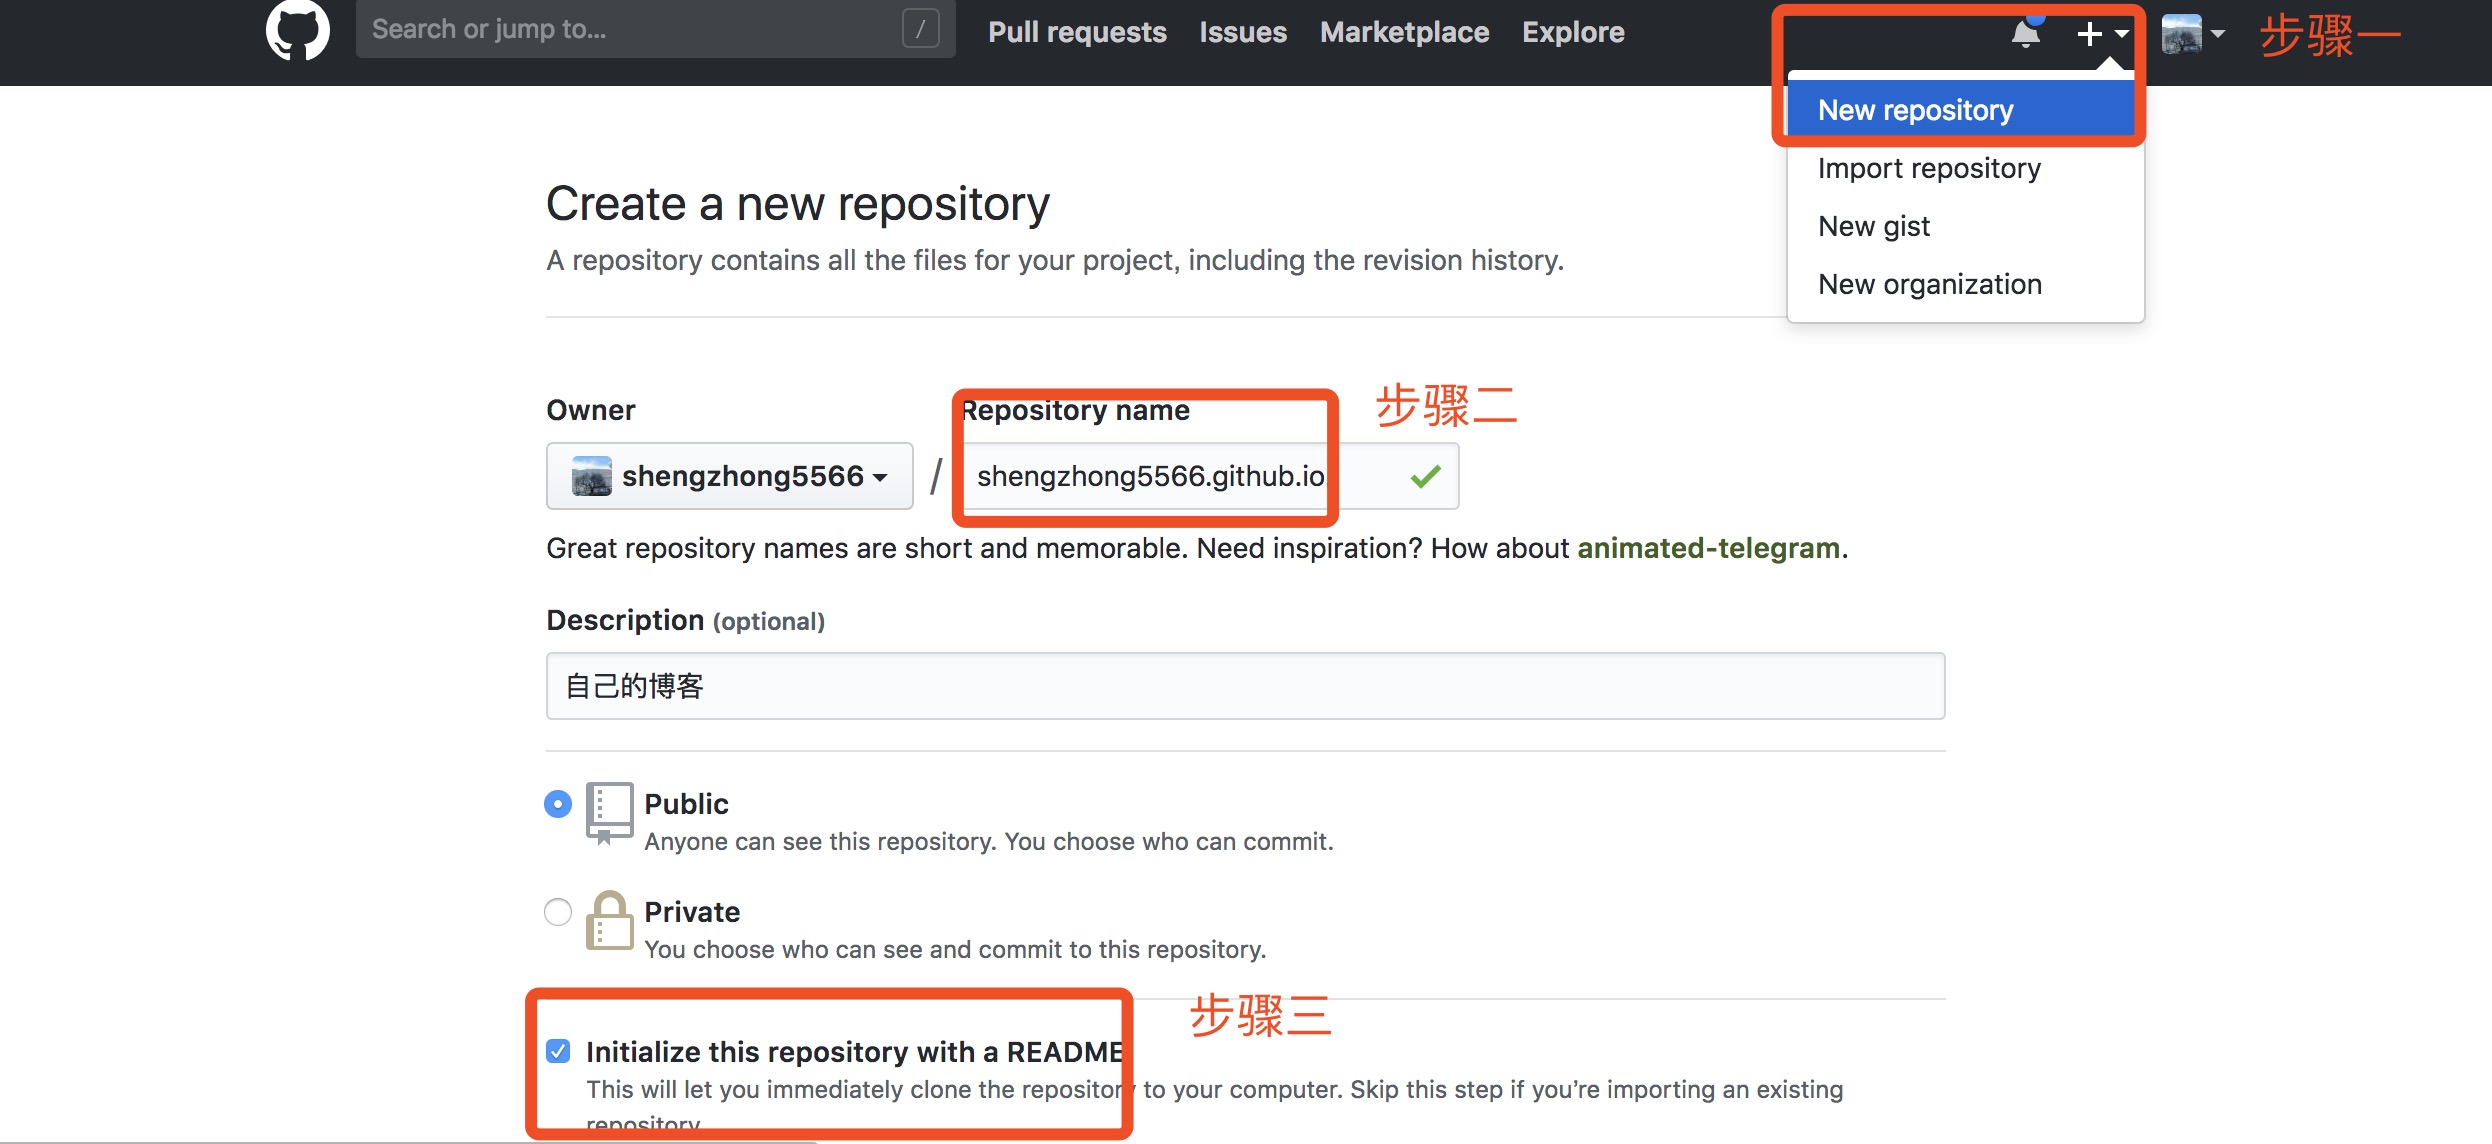 Search or jump to...
/
Pull requests
Issues
Marketplace
Explore
步骤一
New repository
Import repository
New gist
New organization
Create a new repository
A repository contains all the files for your project, including the revision history.
Owner
Repository name
步骤二
shengzhong5566
/
shengzhong5566.github.io
Great repository names are short and memorable. Need inspiration? How about animated-telegram.
Description (optional)
自己的博客
Public
Anyone can see this repository. You choose who can commit.
Private
You choose who can see and commit to this repository.
步骤三
Initialize this repository with a README
This will let you immediately clone the repository to your computer. Skip this step if you’re importing an existing
repository.